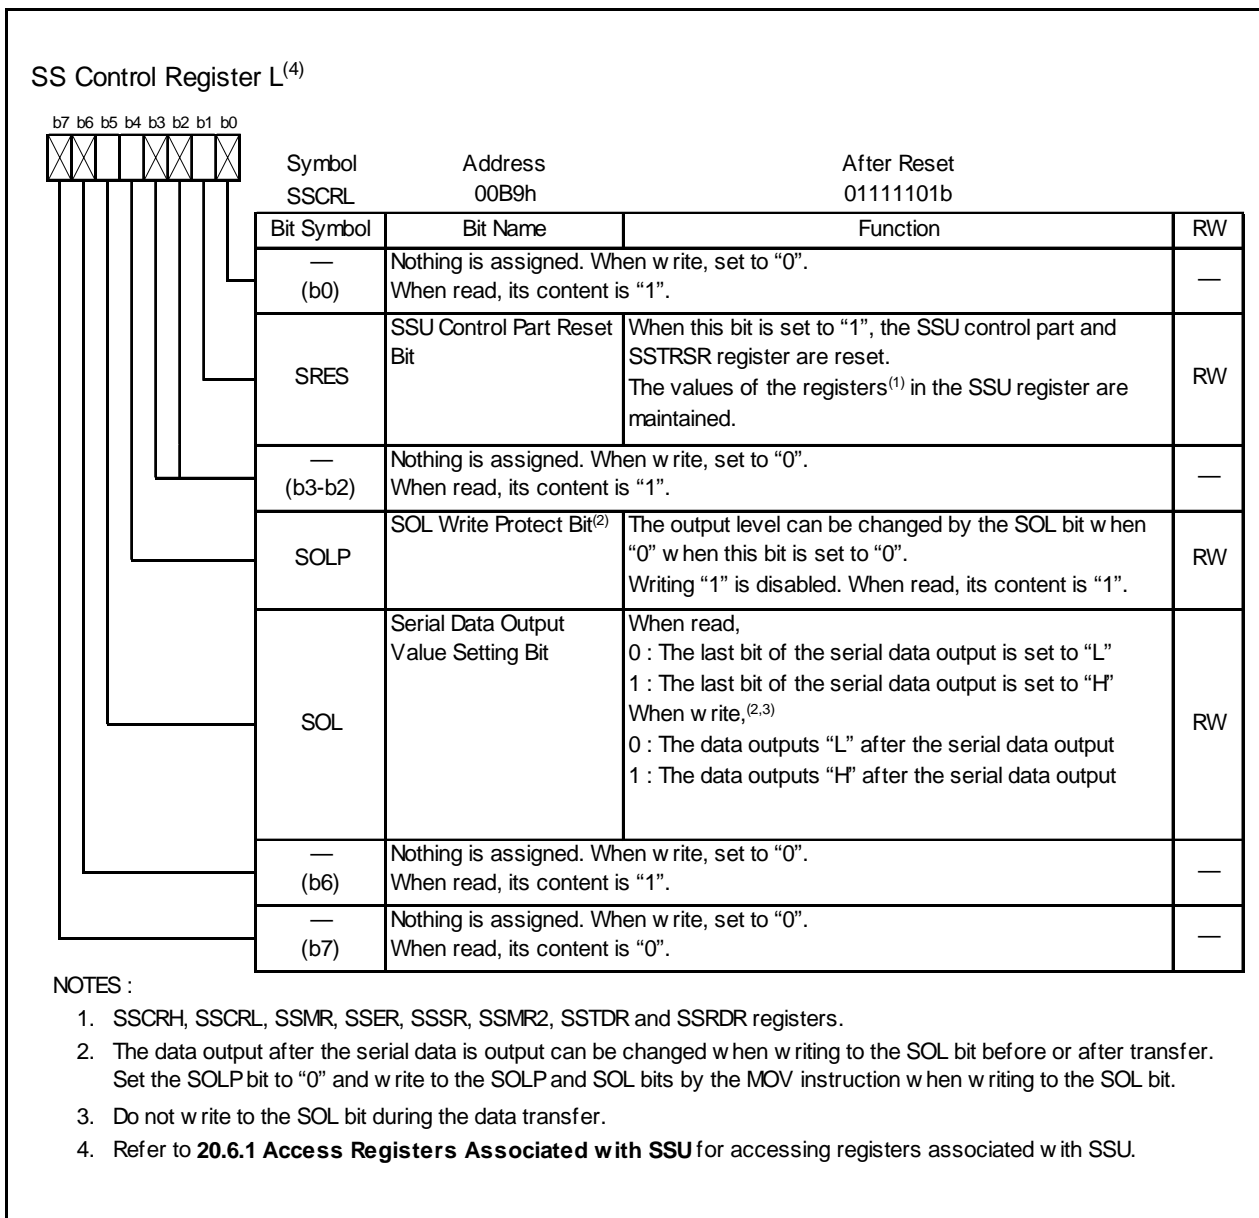 SS Control Register L(4)
b7 b6 b5 b4 b3 b2 b1 b0
Symbol Address After Reset
SSCRL 00B9h 01111101b
Bit Symbol Bit Name Function RW
—
(b0)
Nothing is assigned. When write, set to “0”.
When read, its content is “1”.
—
SRES
SSU Control Part Reset
Bit
When this bit is set to “1”, the SSU control part and
SSTRSR register are reset.
The values of the registers(1) in the SSU register are
maintained.
RW
—
(b3-b2)
Nothing is assigned. When write, set to “0”.
When read, its content is “1”.
—
SOLP
SOL Write Protect Bit(2)
The output level can be changed by the SOL bit when
“0” when this bit is set to “0”.
Writing “1” is disabled. When read, its content is “1”.
RW
SOL
Serial Data Output
Value Setting Bit
When read,
0 : The last bit of the serial data output is set to “L”
1 : The last bit of the serial data output is set to “H”
When write,(2,3)
0 : The data outputs “L” after the serial data output
1 : The data outputs “H” after the serial data output
RW
—
(b6)
Nothing is assigned. When write, set to “0”.
When read, its content is “1”.
—
—
(b7)
Nothing is assigned. When write, set to “0”.
When read, its content is “0”.
—
NOTES :
1. SSCRH, SSCRL, SSMR, SSER, SSSR, SSMR2, SSTDR and SSRDR registers.
2. The data output after the serial data is output can be changed when writing to the SOL bit before or after transfer.
Set the SOLP bit to “0” and write to the SOLP and SOL bits by the MOV instruction when writing to the SOL bit.
3. Do not write to the SOL bit during the data transfer.
4. Refer to 20.6.1 Access Registers Associated with SSU for accessing registers associated with SSU.